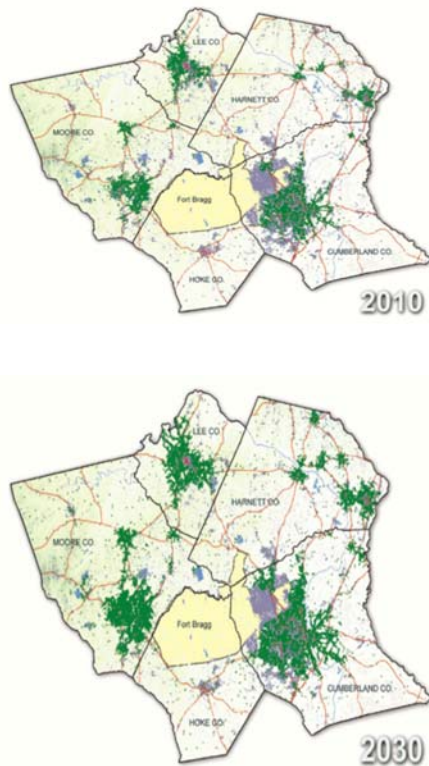 LEE CO.
HARNETT CO.
MOORE CO.
Fort Bragg
HOKE CO.
CUMBERLAND CO.
2010
LEE CO.
HARNETT CO.
MOORE CO.
Fort Bragg
HOKE CO.
CUMBERLAND CO.
2030